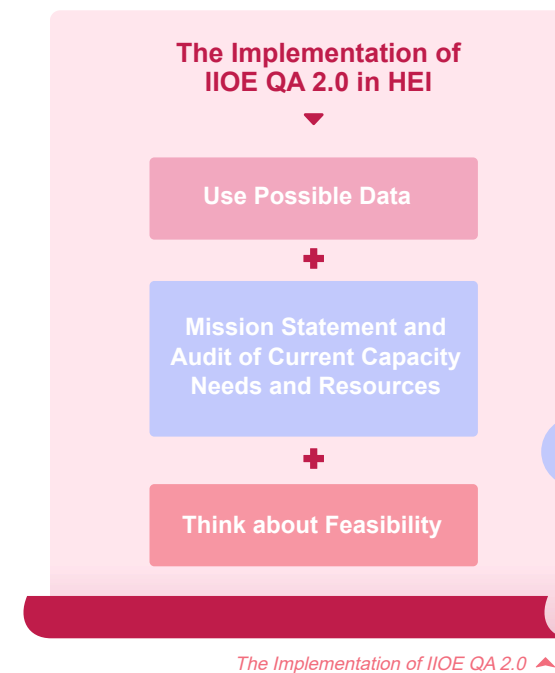 The Implementation of
IIOE QA 2.0 in HEI
Use Possible Data
Mission Statement and
Audit of Current Capacity
Needs and Resources
Think about Feasibility
The Implementation of IIOE QA 2.0